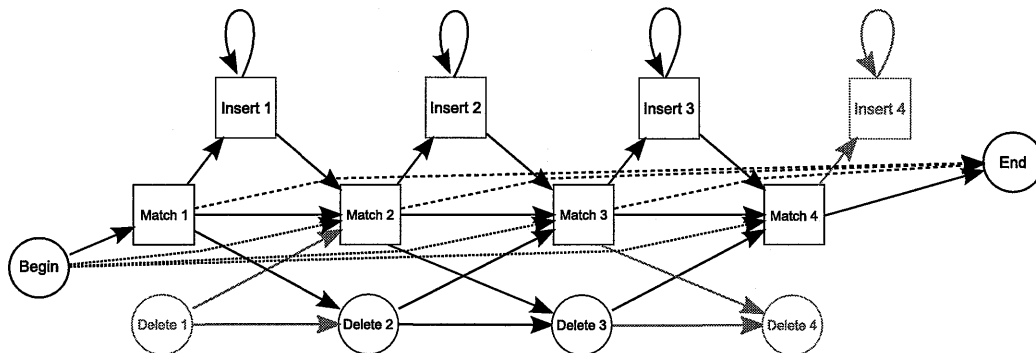 Insert 1
Insert 2
Insert 3
Insert 4
End
Match 1
Match 2
Match 3
Match 4
Begin
Delete 1
Delete 2
Delete 3
Delete 4